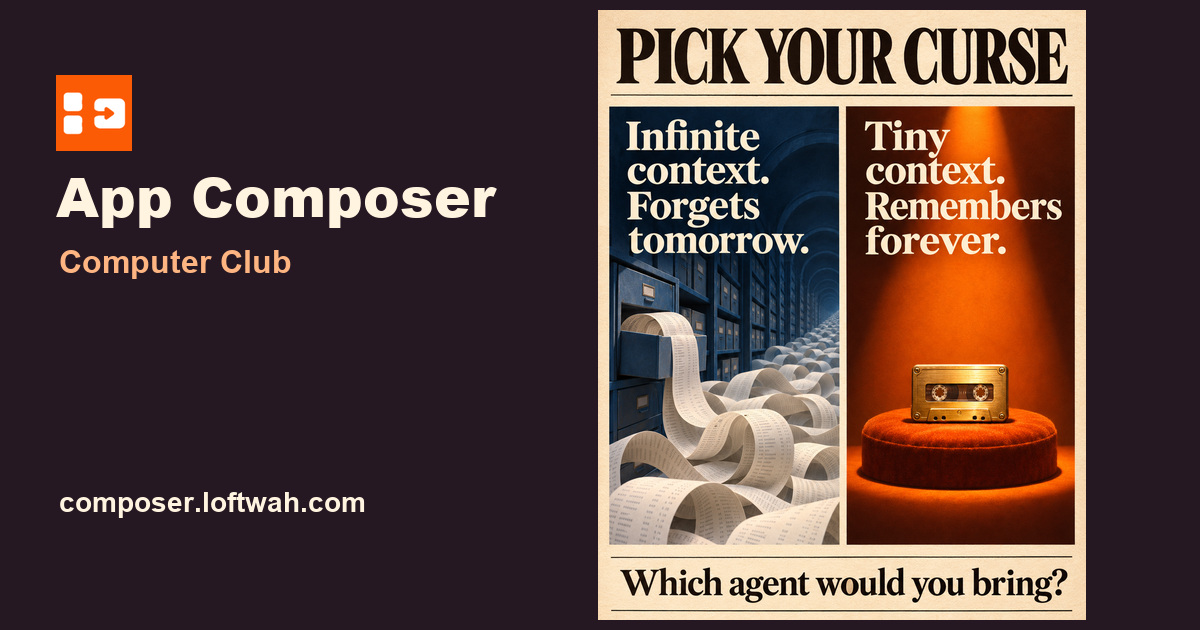 App Composer
Computer Club
composer.loftwah.com
PICK YOUR CURSE
Infinite
context.
Forgets
tomorrow.
Tiny
context.
Remembers
forever.
Which agent would you bring?